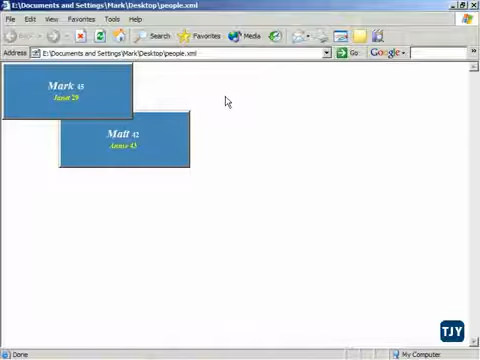 E:\Documents and Settings\Mark\Desktop\people.xml
File Edit View Favorites Tools Help
Back Search Favorites Media
Address E:\Documents and Settings\Mark\Desktop\people.xml Go Google
Mark 45
Janet 29
Matt 42
Annie 43
TJY
Done My Computer